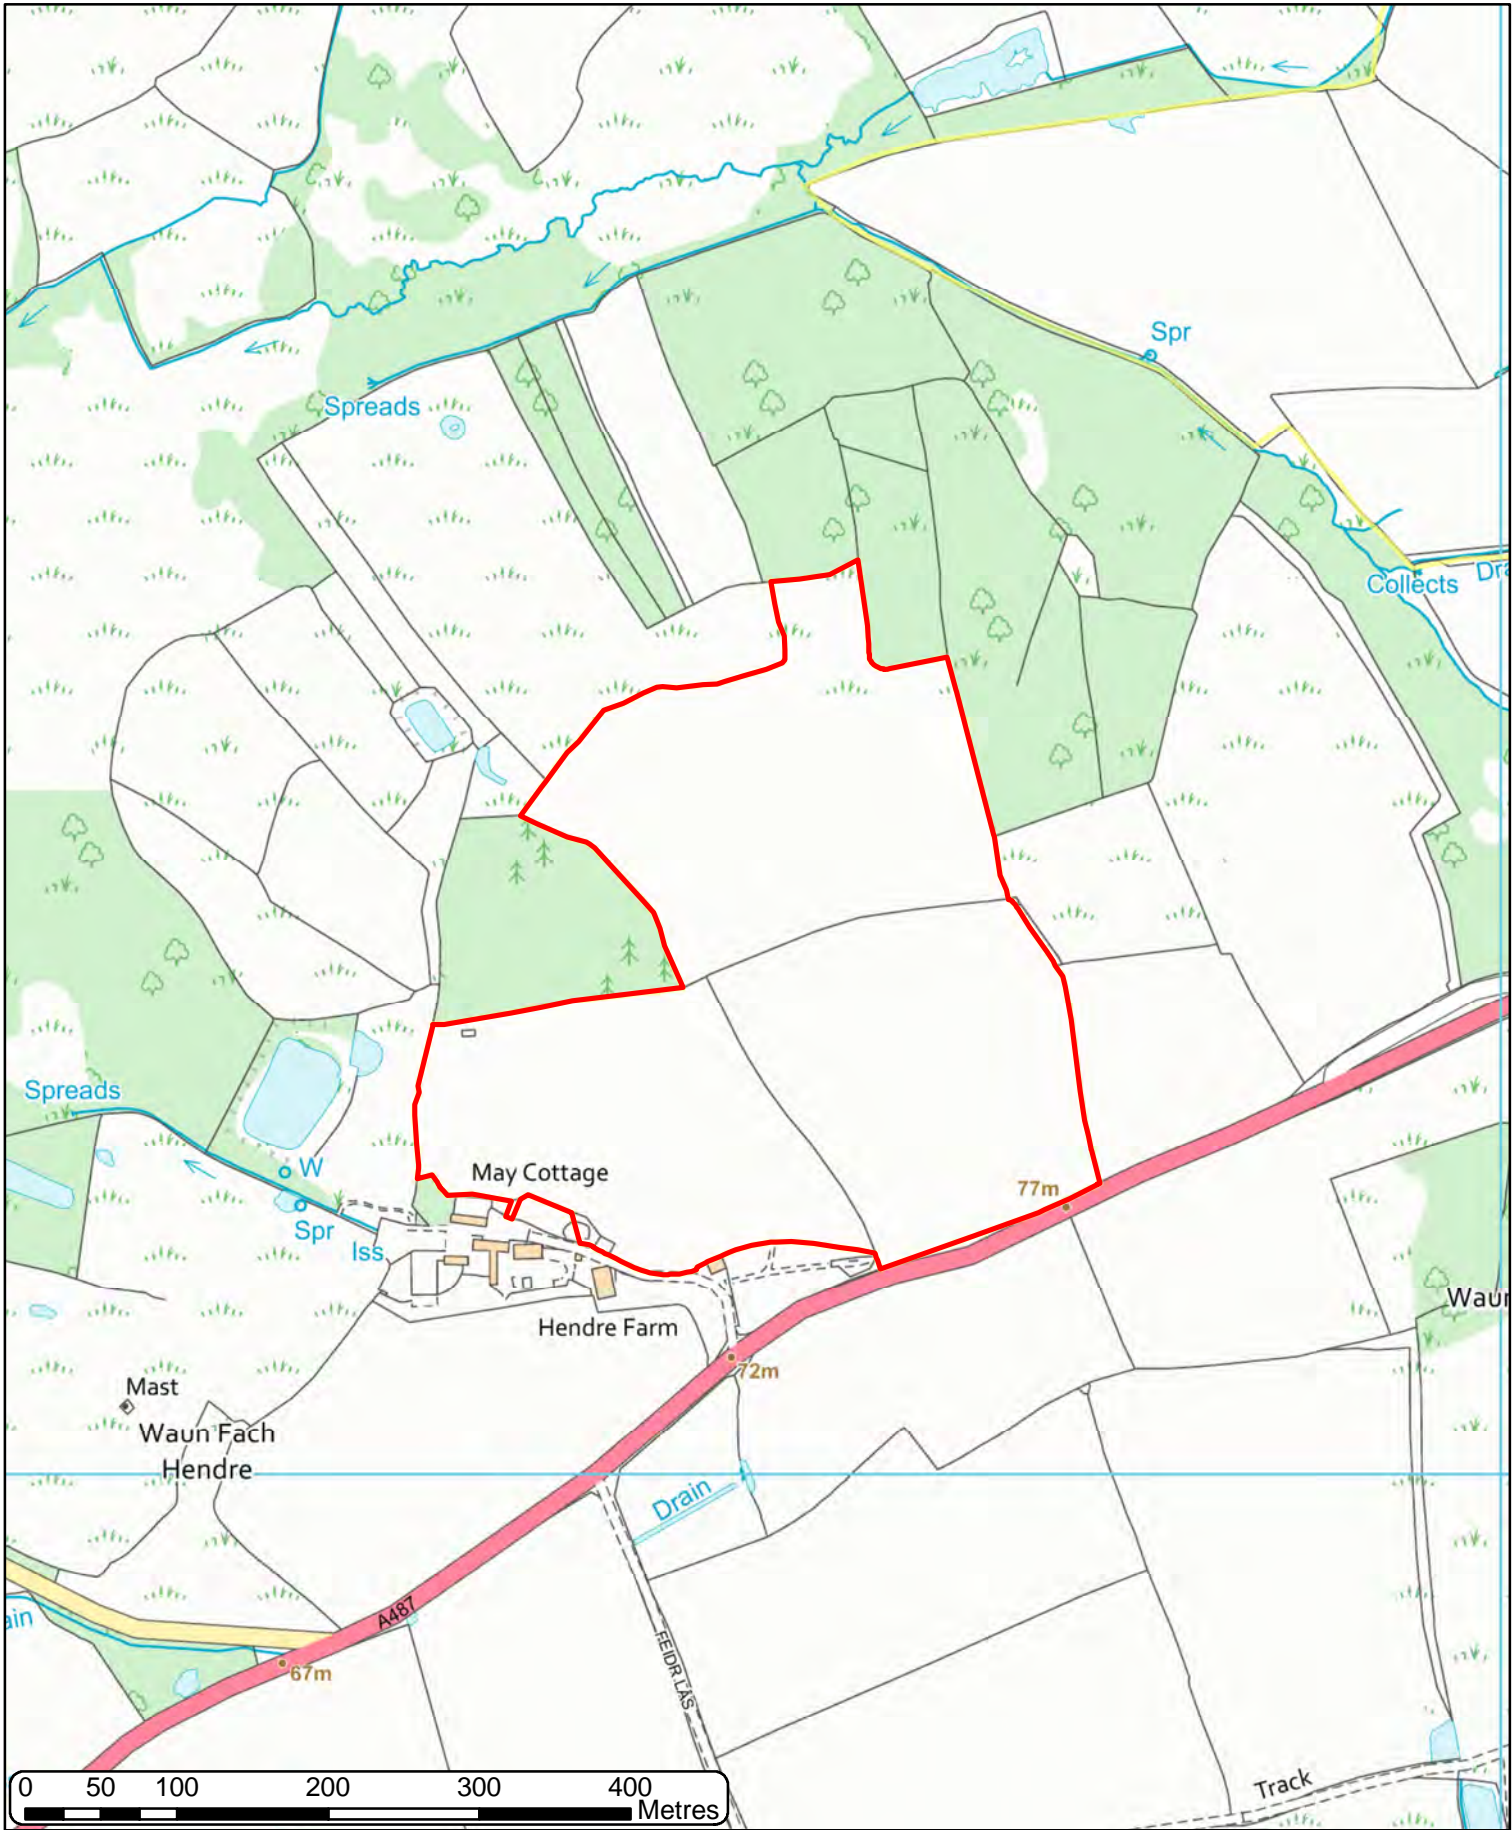 Spr
Spreads
Collects
Spreads
W
May Cottage
77m
Spr
Iss
Hendre Farm
72m
Mast
Waun Fach
Hendre
Drain
A487
FEIDR LAS
67m
Track
0 50 100 200 300 400
Metres